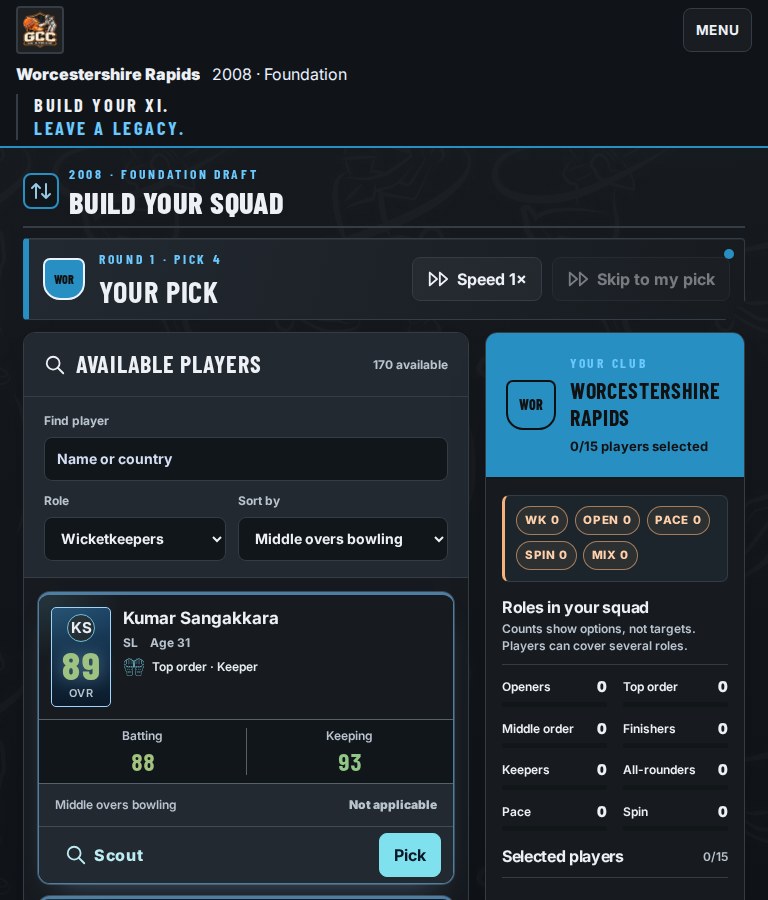 GCC
MENU
Worcestershire Rapids 2008 · Foundation
BUILD YOUR XI.
LEAVE A LEGACY.
2008 · FOUNDATION DRAFT
BUILD YOUR SQUAD
WOR
ROUND 1 · PICK 4
YOUR PICK
Speed 1×
Skip to my pick
AVAILABLE PLAYERS
170 available
Find player
Name or country
Role
Sort by
Wicketkeepers
Middle overs bowling
KS
89
OVR
Kumar Sangakkara
SL Age 31
Top order · Keeper
Batting
88
Keeping
93
Middle overs bowling
Not applicable
Scout
Pick
YOUR CLUB
WOR
WORCESTERSHIRE
RAPIDS
0/15 players selected
WK 0
OPEN 0
PACE 0
SPIN 0
MIX 0
Roles in your squad
Counts show options, not targets.
Players can cover several roles.
Openers 0
Top order 0
Middle order 0
Finishers 0
Keepers 0
All-rounders 0
Pace 0
Spin 0
Selected players 0/15